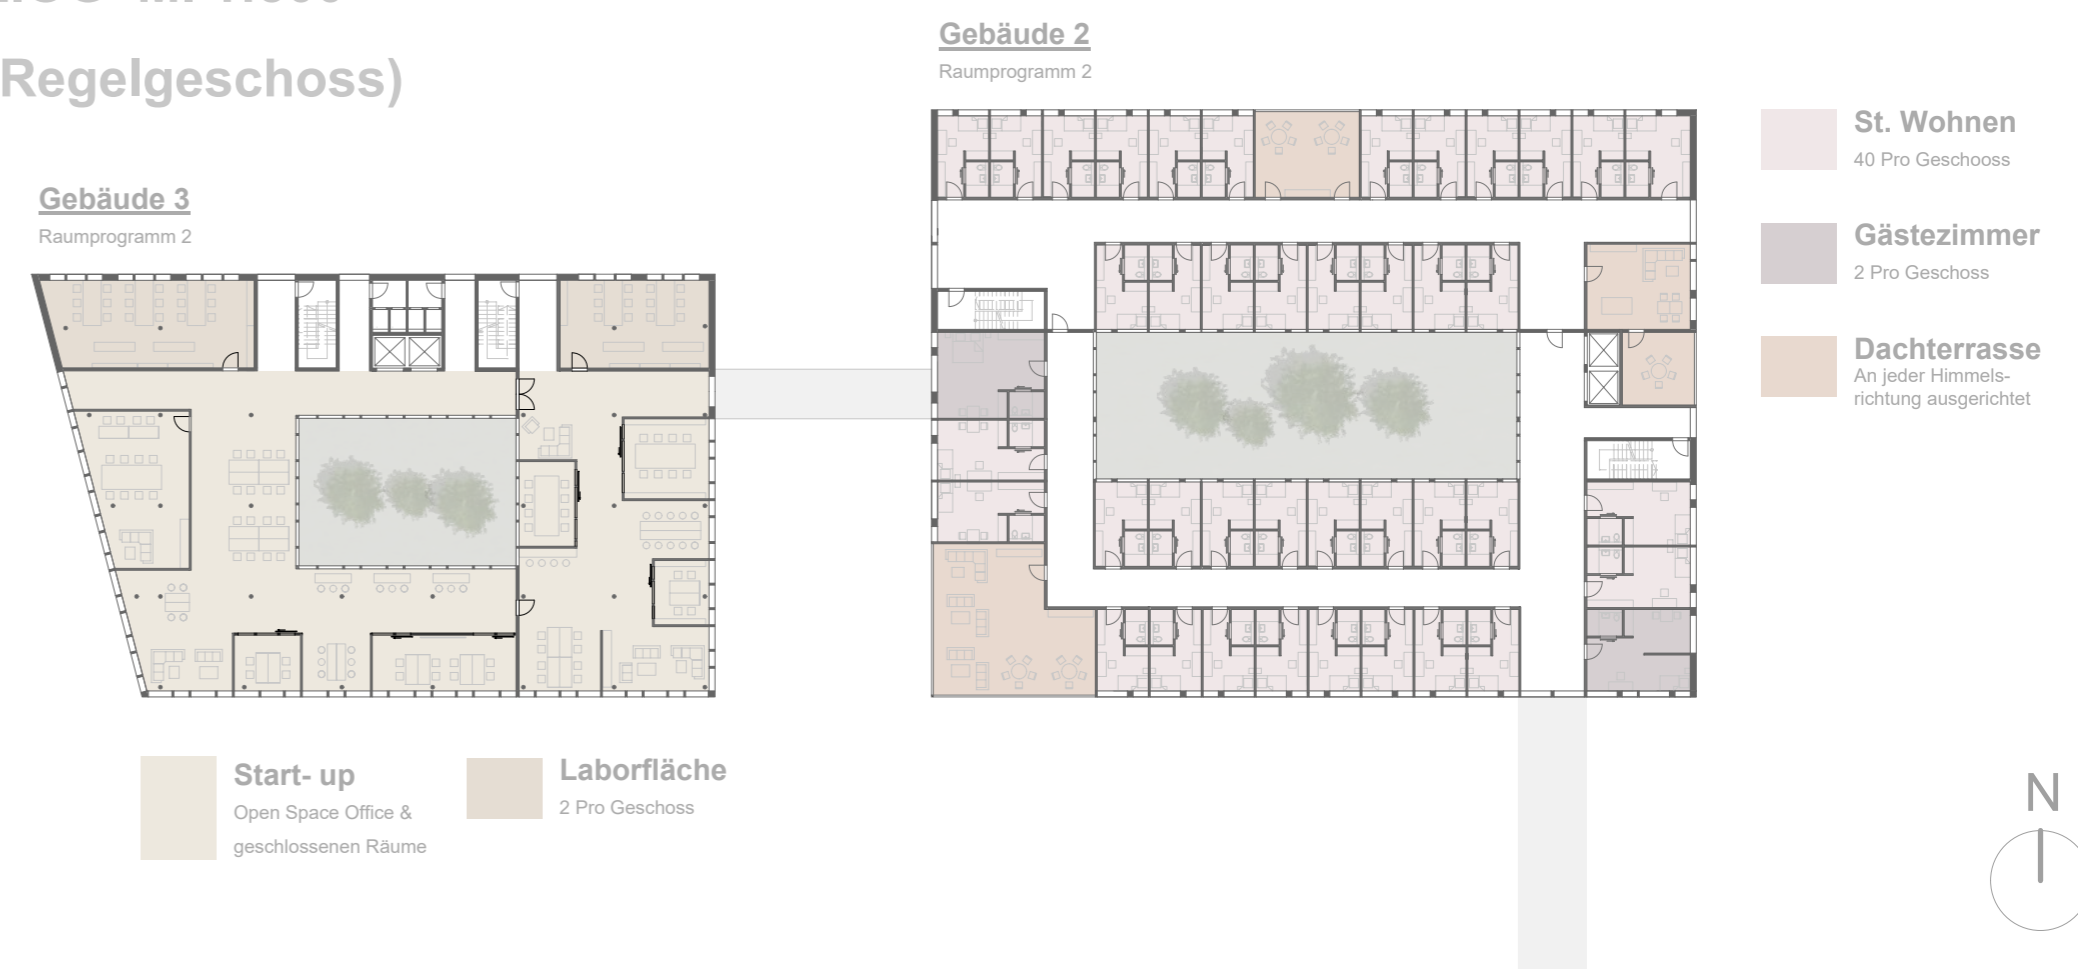 (Regelgeschoss)
Gebäude 2
Raumprogramm 2
Gebäude 3
Raumprogramm 2
St. Wohnen
40 Pro Geschooss
Gästezimmer
2 Pro Geschoss
Dachterrasse
An jeder Himmels-
richtung ausgerichtet
Start- up
Open Space Office &
geschlossenen Räume
Laborfläche
2 Pro Geschoss
N